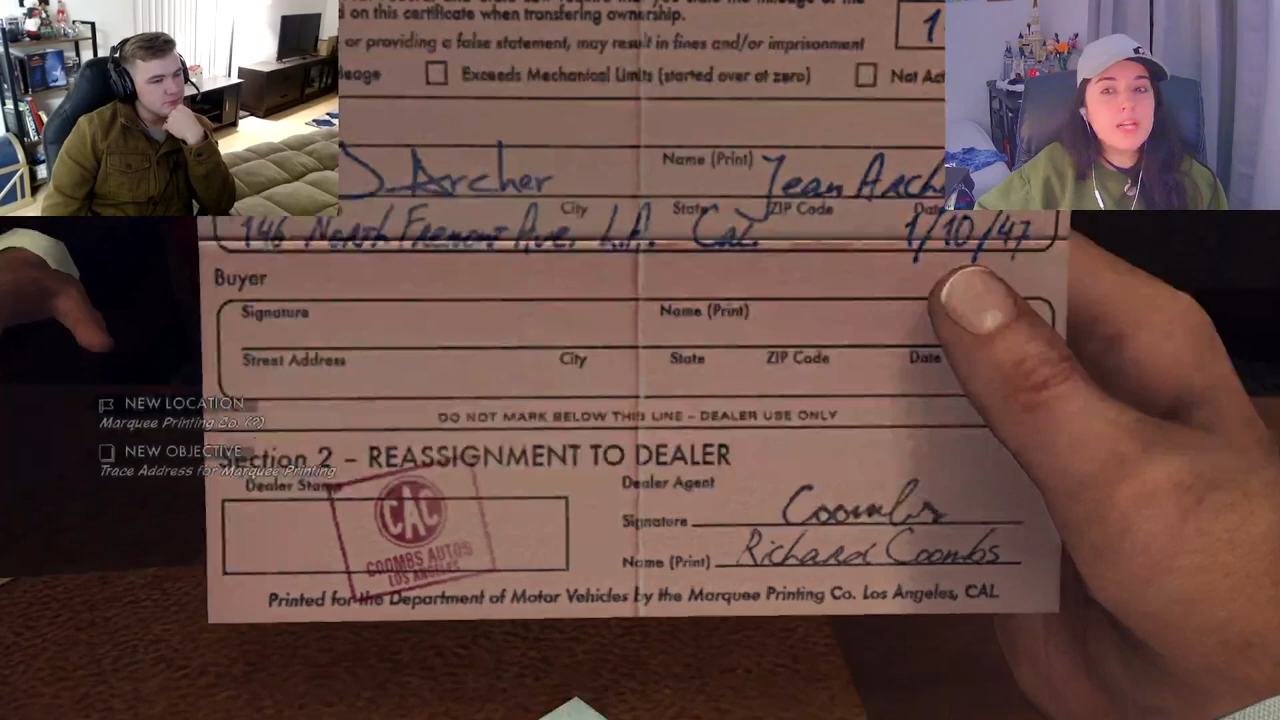 on this certificate when transferring ownership.
or providing a false statement, may result in fines and/or imprisonment
Exceeds Mechanical Limits (started over at zero)
Not Act
D. Archer
Name (Print)
Jean Arch
City
State
ZIP Code
146 North Fremont Ave. L.A. Cal.
1/10/47
Buyer
Signature
Name (Print)
Street Address
City
State
ZIP Code
Date
NEW LOCATION
Marquee Printing Co. (?)
DO NOT MARK BELOW THIS LINE - DEALER USE ONLY
NEW OBJECTIVE
Trace Address for Marquee Printing
Section 2 - REASSIGNMENT TO DEALER
Dealer Stamp
CAC
COOMBS AUTOS
LOS ANGELES
Dealer Agent
Signature
Coombs
Name (Print)
Richard Coombs
Printed for the Department of Motor Vehicles by the Marquee Printing Co. Los Angeles, CAL